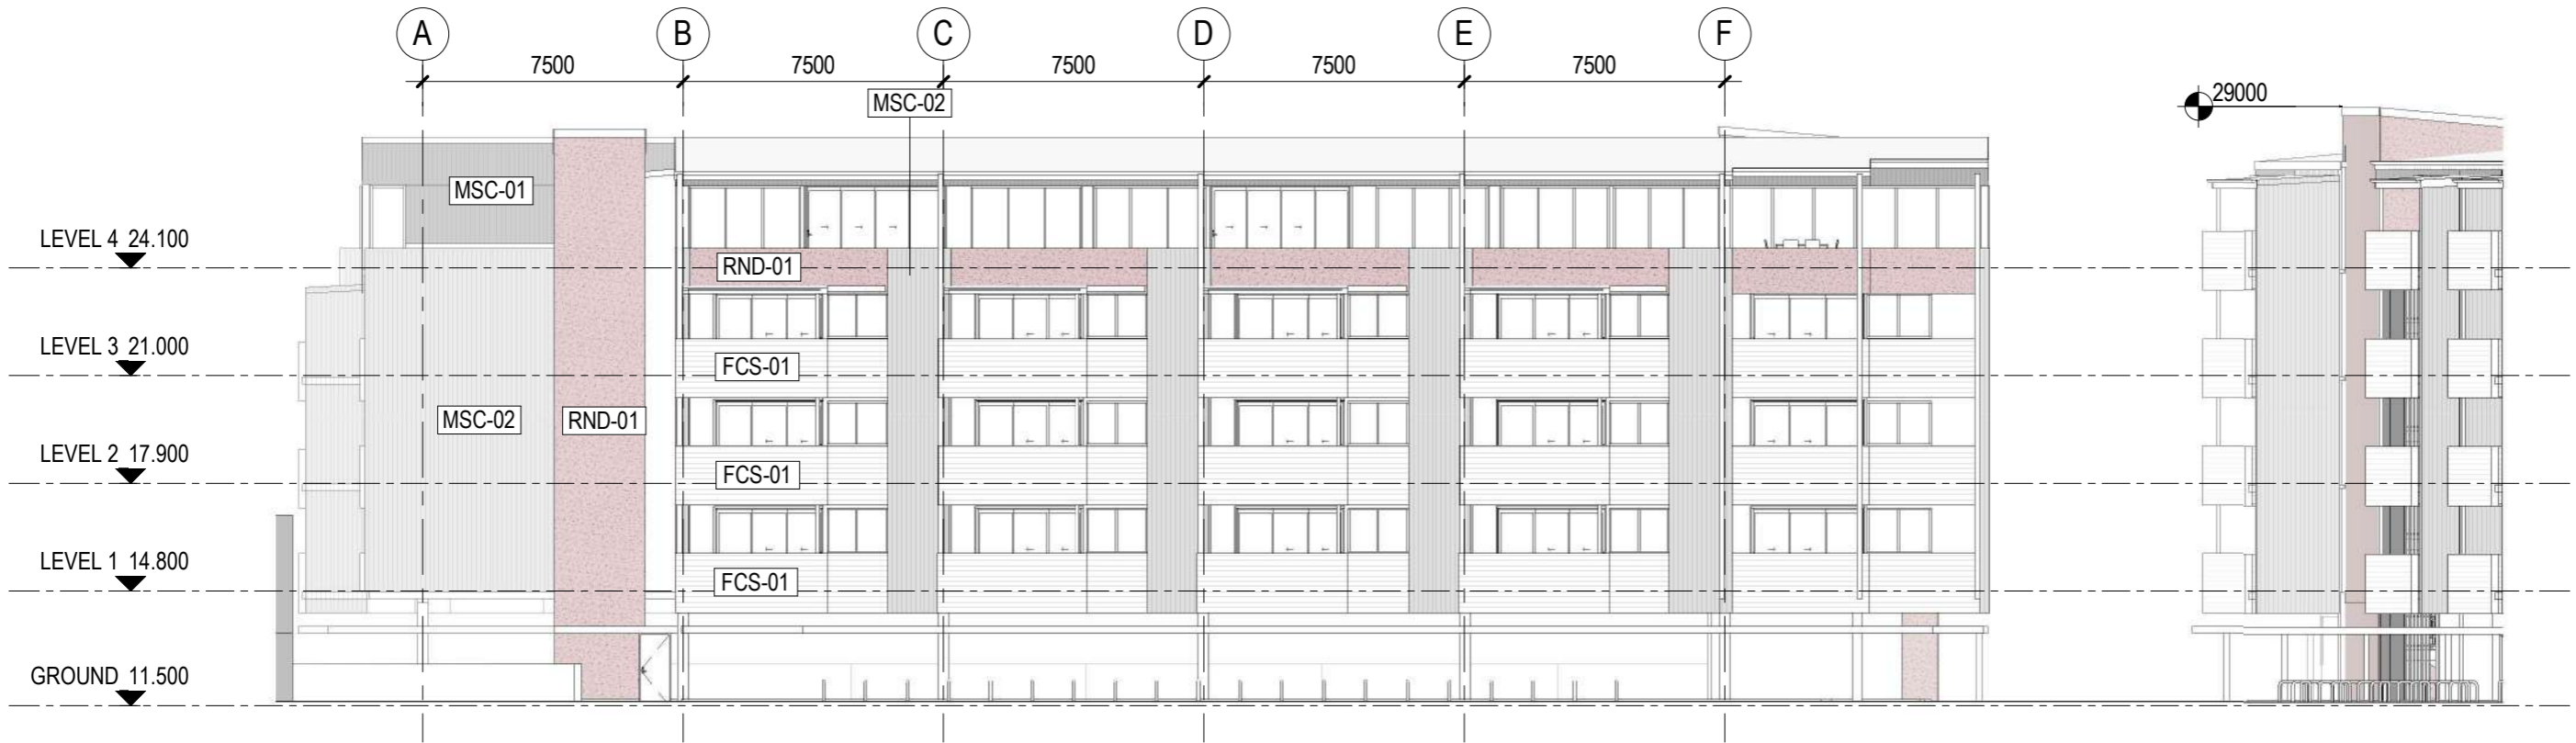 A B C D E F
7500 7500 7500 7500 7500
MSC-02
29000
MSC-01
LEVEL 4 24.100
RND-01
LEVEL 3 21.000
FCS-01
MSC-02 RND-01
LEVEL 2 17.900
FCS-01
LEVEL 1 14.800
FCS-01
GROUND 11.500